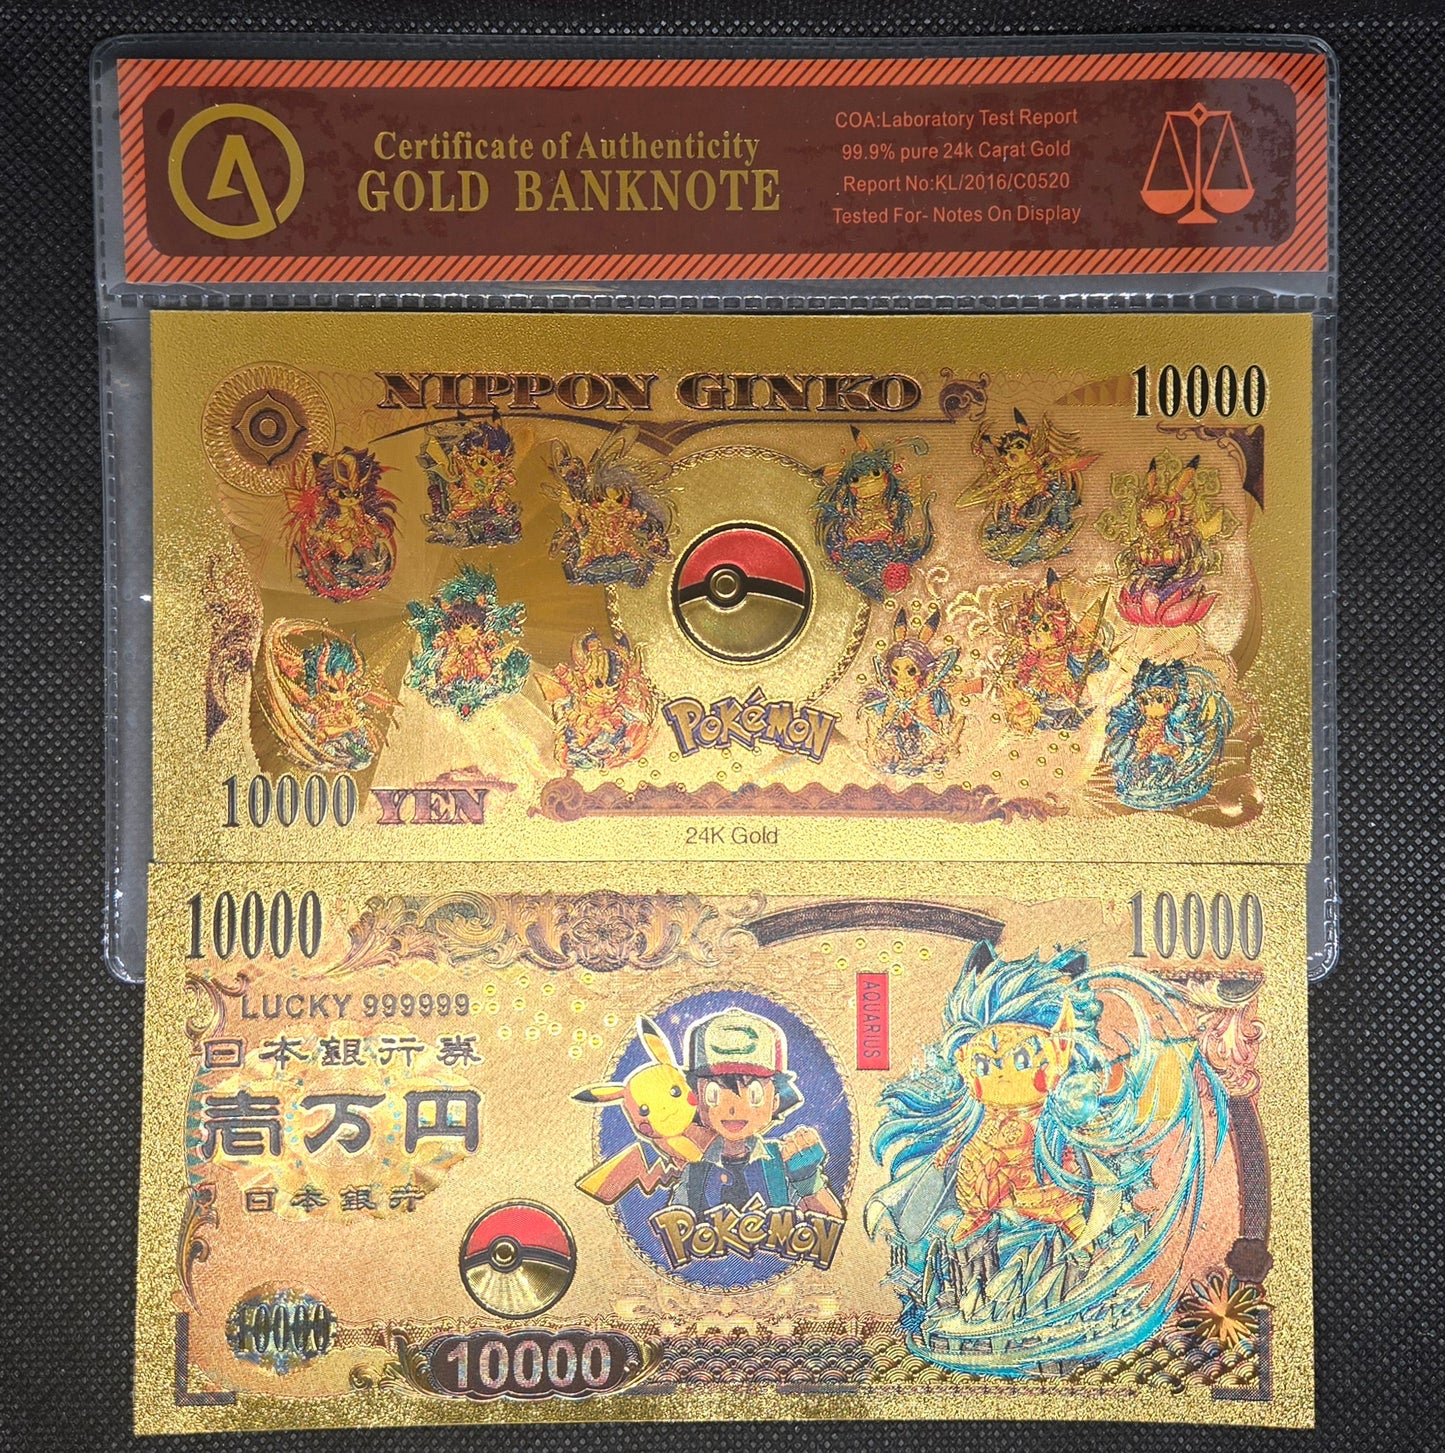 Certificate of Authenticity
GOLD BANKNOTE
COA:Laboratory Test Report
99.9% pure 24k Carat Gold
Report No:KL/2016/C0520
Tested For- Notes On Display
NIPPON GINKO
10000
POKéMON
10000 YEN
24K Gold
10000
10000
LUCKY 999999
日本銀行券
壱万円
日本銀行
AQUARIUS
POKéMON
10000
10000